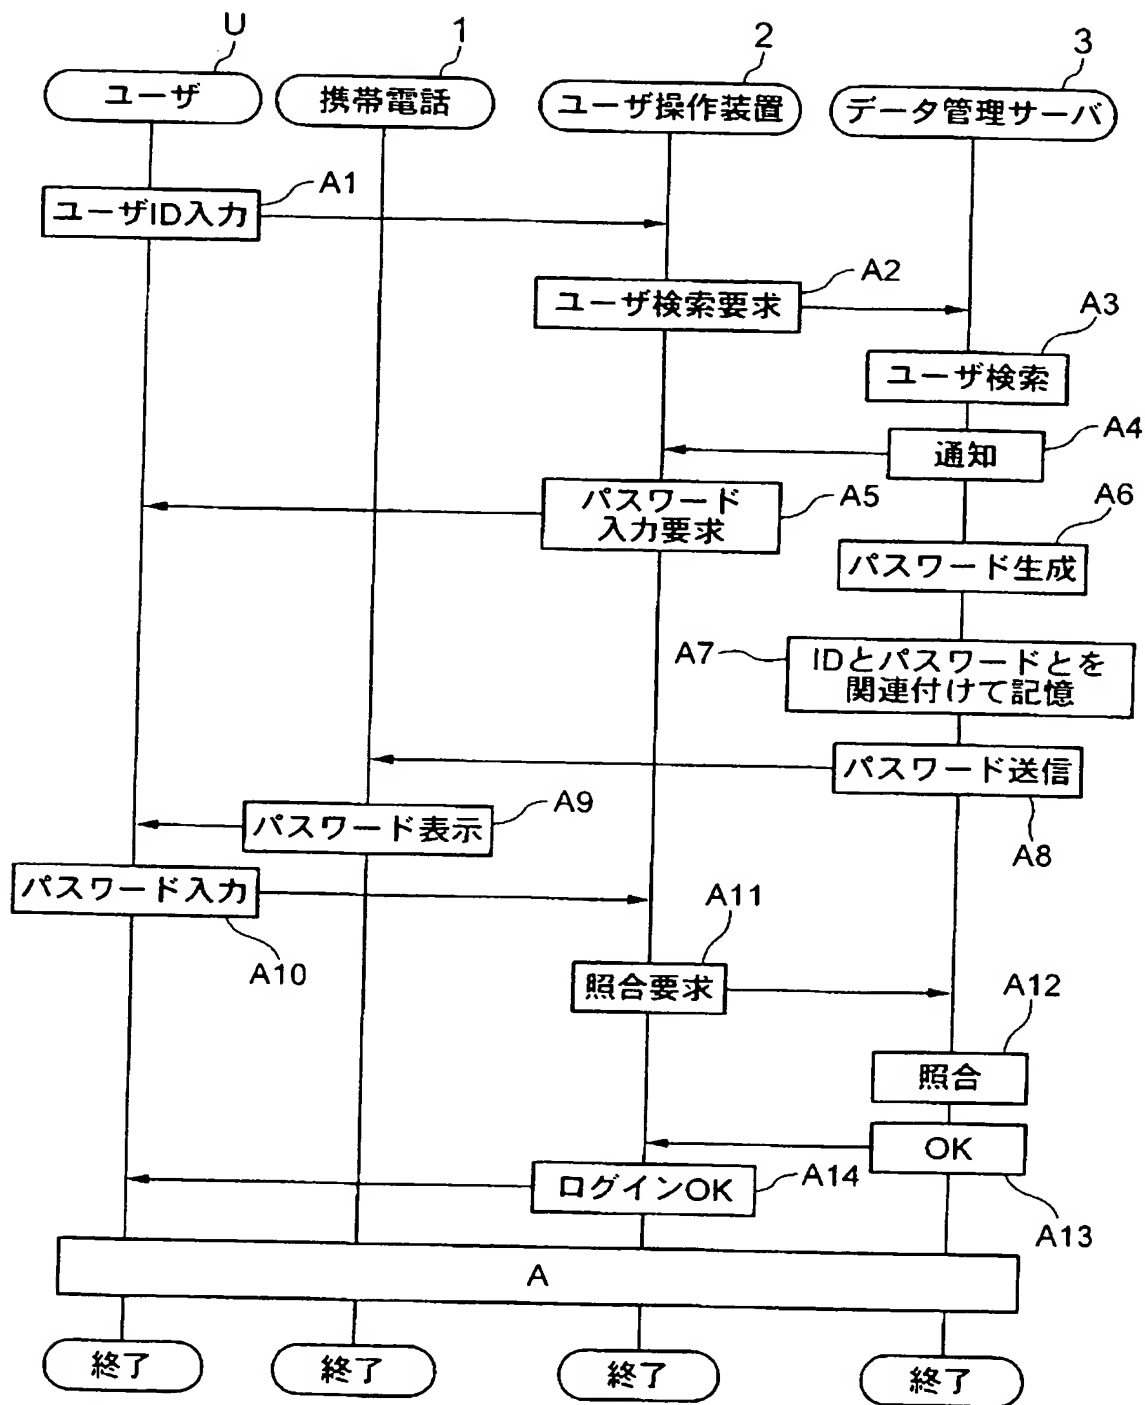 U
1
2
3
ユーザ
携帯電話
ユーザ操作装置
データ管理サーバ
A1
ユーザID入力
A2
ユーザ検索要求
A3
ユーザ検索
A4
通知
A5
パスワード
入力要求
A6
パスワード生成
A7
IDとパスワードとを
関連付けて記憶
パスワード送信
A8
A9
パスワード表示
パスワード入力
A10
A11
照合要求
A12
照合
OK
A13
ログインOK
A14
A
終了
終了
終了
終了